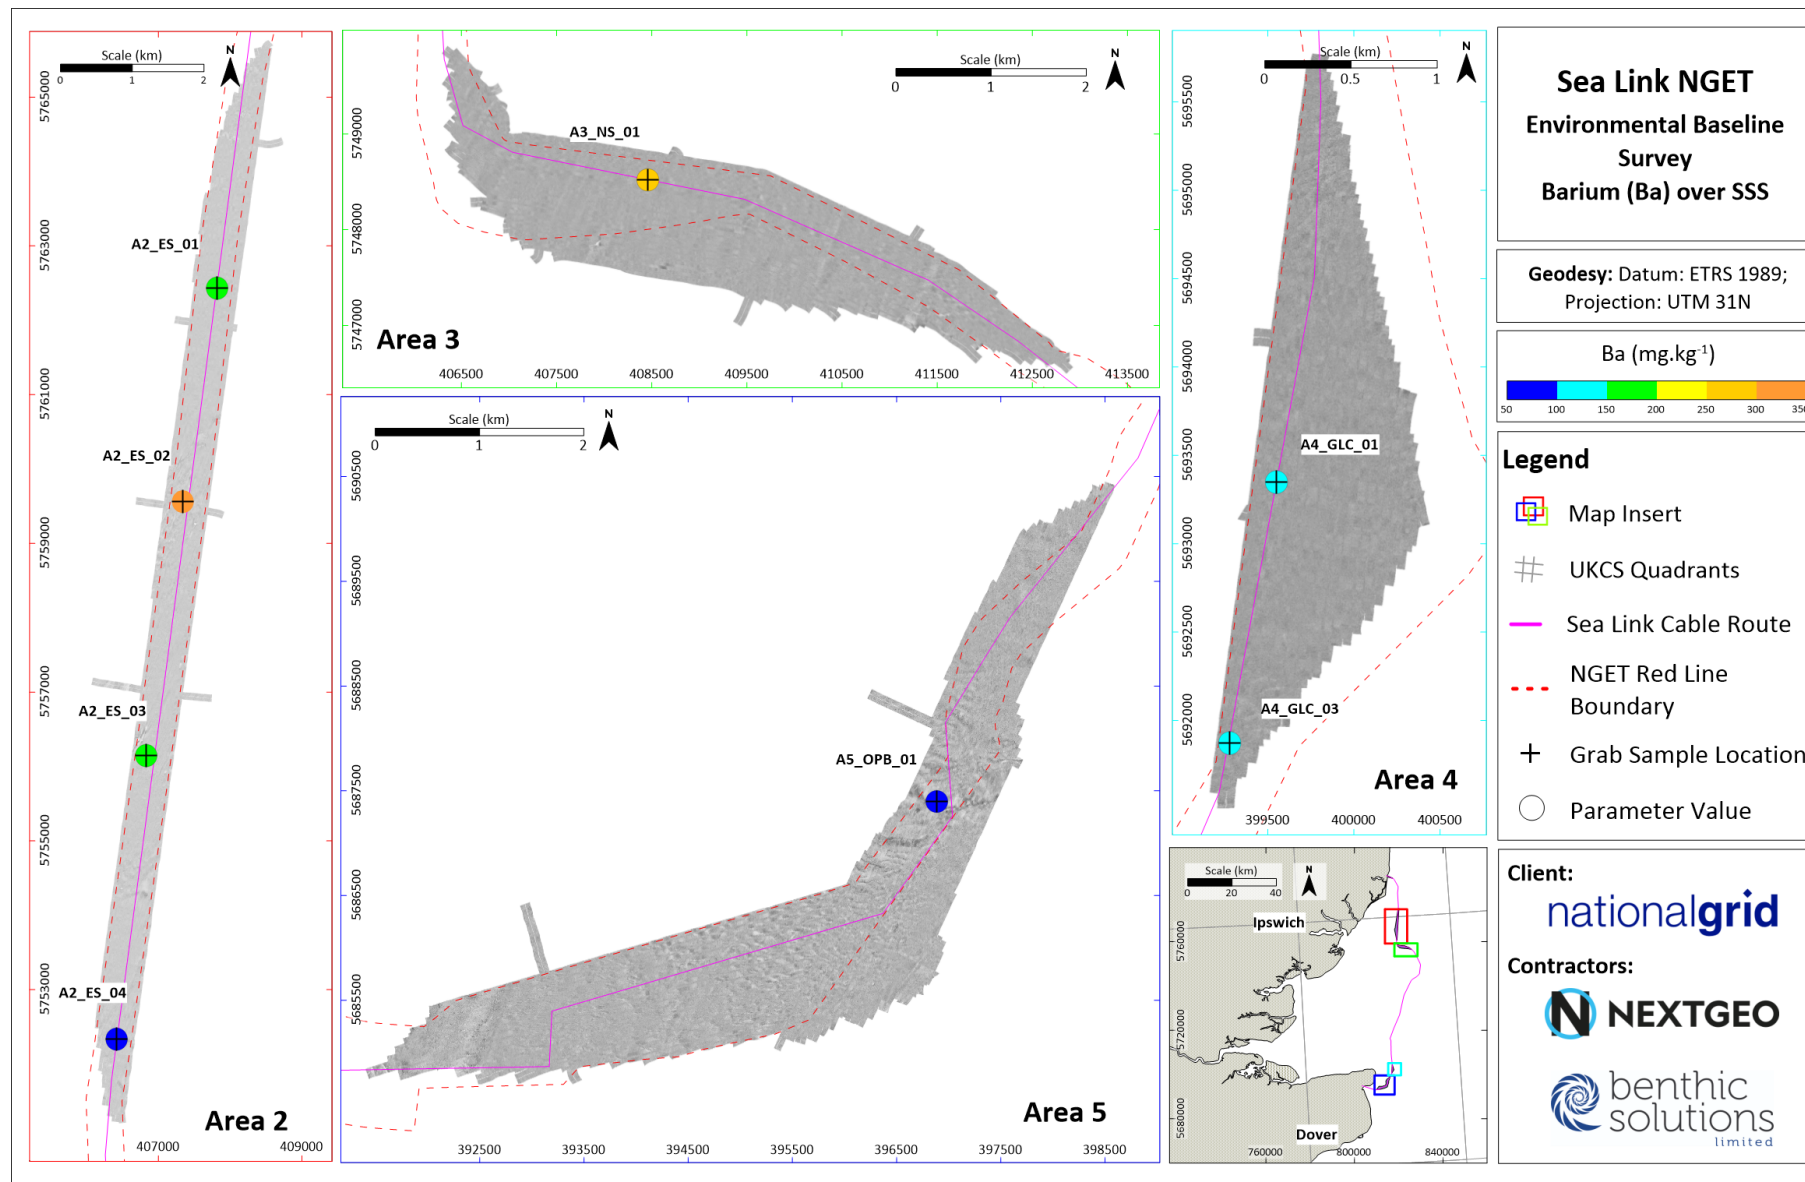 Scale (km)
0 1 2
N
5765000
5763000
5761000
5759000
5757000
5755000
5753000
A2_ES_01
A2_ES_02
A2_ES_03
A2_ES_04
Area 2
407000 409000
Scale (km)
0 1 2
N
5749000
5748000
5747000
A3_NS_01
Area 3
406500 407500 408500 409500 410500 411500 412500 413500
Scale (km)
0 1 2
N
5690500
5689500
5688500
5687500
5686500
5685500
A5_OPB_01
Area 5
392500 393500 394500 395500 396500 397500 398500
Scale (km)
0 0.5 1
N
5695500
5695000
5694500
5694000
5693500
5693000
5692500
5692000
A4_GLC_01
A4_GLC_03
Area 4
399500 400000 400500
Scale (km)
0 20 40
N
Ipswich
Dover
5760000
5720000
5680000
760000 800000 840000
Sea Link NGET
Environmental Baseline
Survey
Barium (Ba) over SSS
Geodesy: Datum: ETRS 1989;
Projection: UTM 31N
Ba (mg.kg⁻¹)
50 100 150 200 250 300 350
Legend
Map Insert
UKCS Quadrants
Sea Link Cable Route
NGET Red Line
Boundary
Grab Sample Location
Parameter Value
Client:
nationalgrid
Contractors:
N NEXTGEO
benthic
solutions
limited